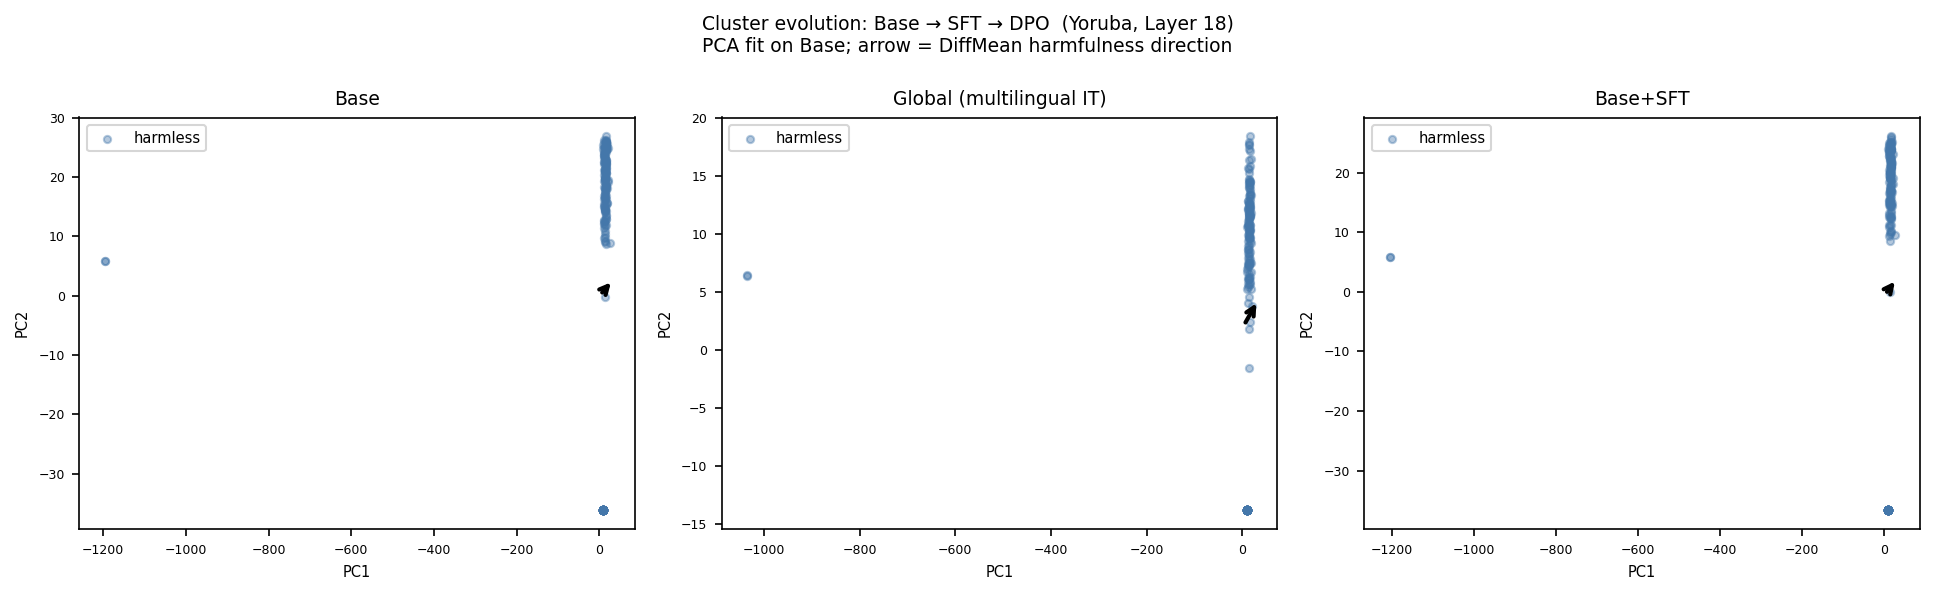 Cluster evolution: Base → SFT → DPO  (Yoruba, Layer 18)
PCA fit on Base; arrow = DiffMean harmfulness direction
Base
harmless
30
20
10
0
−10
−20
−30
PC2
−1200
−1000
−800
−600
−400
−200
0
PC1
Global (multilingual IT)
harmless
20
15
10
5
0
−5
−10
−15
PC2
−1000
−800
−600
−400
−200
0
PC1
Base+SFT
harmless
20
10
0
−10
−20
−30
PC2
−1200
−1000
−800
−600
−400
−200
0
PC1